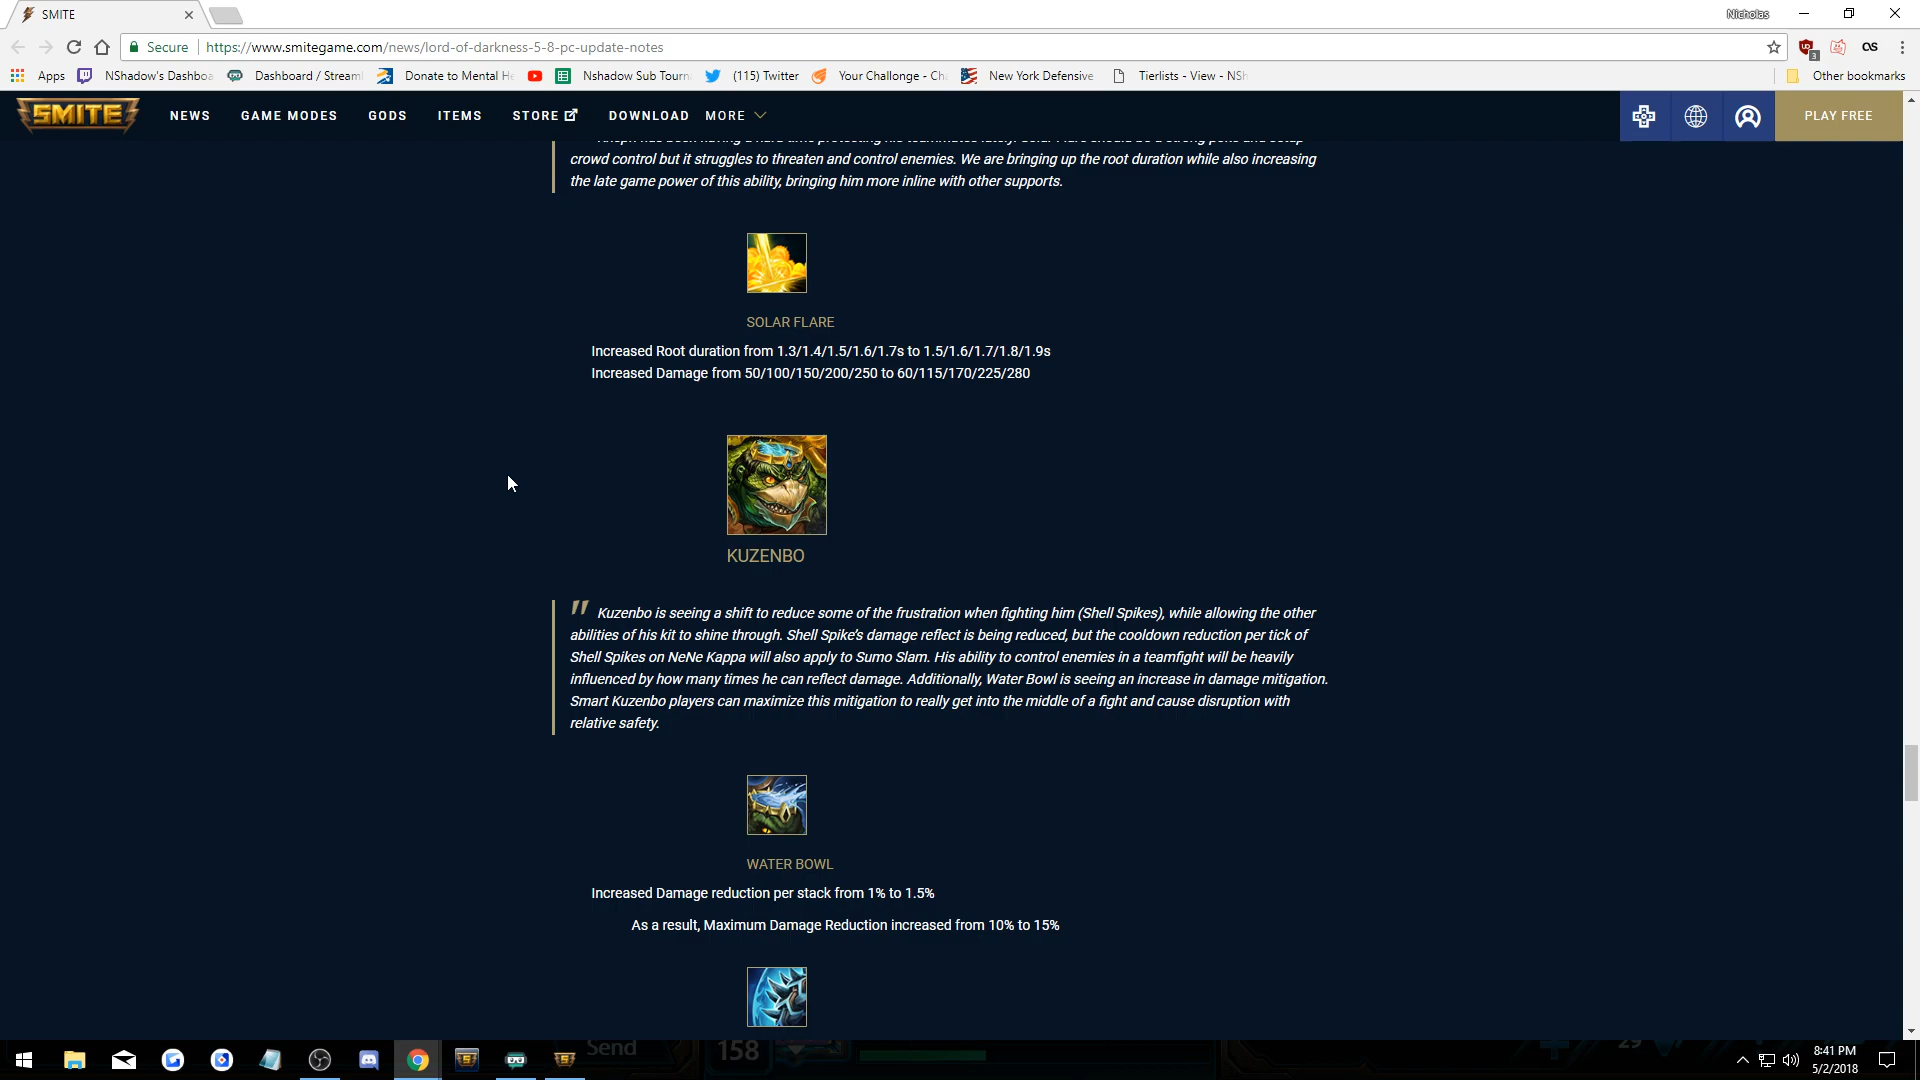 SMITE
Nicholas
Secure
https://www.smitegame.com/news/lord-of-darkness-5-8-pc-update-notes
Apps NShadow's Dashboa Dashboard / Stream Donate to Mental H Nshadow Sub Tourn (115) Twitter Your Challonge - Ch New York Defensive Tierlists - View - NSh Other bookmarks
SMITE NEWS GAME MODES GODS ITEMS STORE DOWNLOAD MORE PLAY FREE
crowd control but it struggles to threaten and control enemies. We are bringing up the root duration while also increasing
the late game power of this ability, bringing him more inline with other supports.
SOLAR FLARE
Increased Root duration from 1.3/1.4/1.5/1.6/1.7s to 1.5/1.6/1.7/1.8/1.9s
Increased Damage from 50/100/150/200/250 to 60/115/170/225/280
KUZENBO
" Kuzenbo is seeing a shift to reduce some of the frustration when fighting him (Shell Spikes), while allowing the other
abilities of his kit to shine through. Shell Spike's damage reflect is being reduced, but the cooldown reduction per tick of
Shell Spikes on NeNe Kappa will also apply to Sumo Slam. His ability to control enemies in a teamfight will be heavily
influenced by how many times he can reflect damage. Additionally, Water Bowl is seeing an increase in damage mitigation.
Smart Kuzenbo players can maximize this mitigation to really get into the middle of a fight and cause disruption with
relative safety.
WATER BOWL
Increased Damage reduction per stack from 1% to 1.5%
As a result, Maximum Damage Reduction increased from 10% to 15%
Send 158 29
8:41 PM
5/2/2018